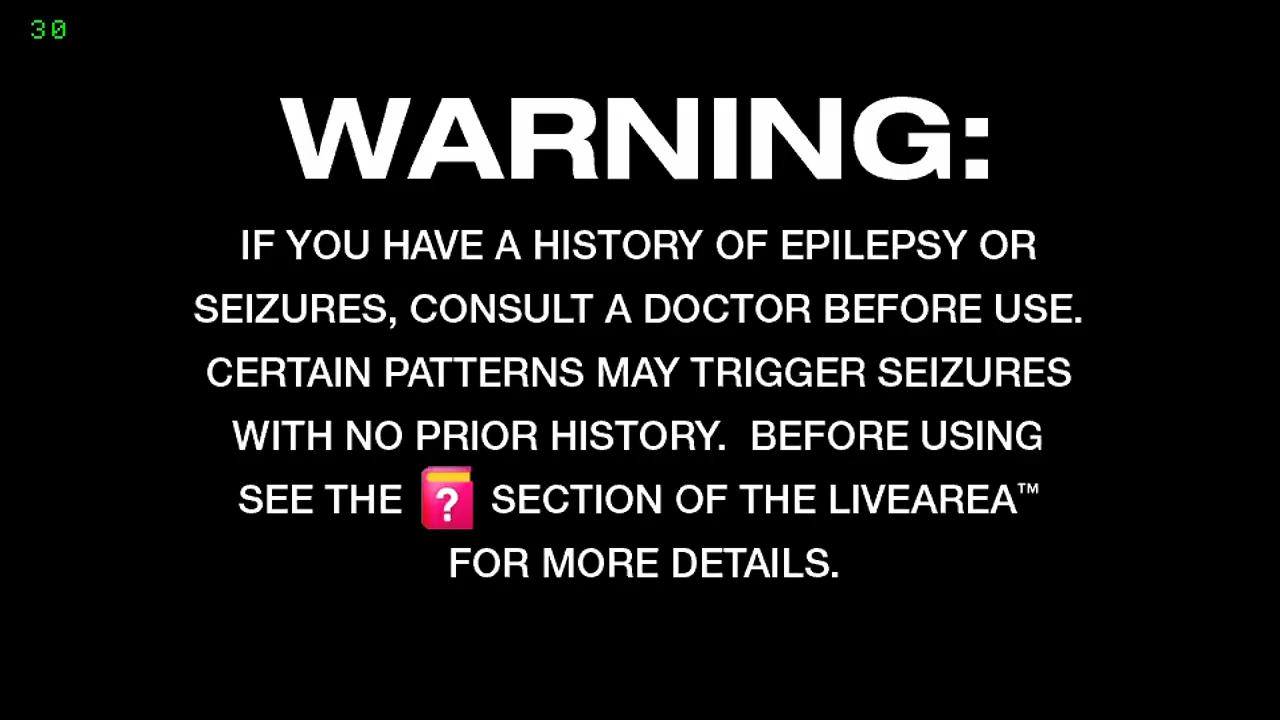 30
WARNING:
IF YOU HAVE A HISTORY OF EPILEPSY OR
SEIZURES, CONSULT A DOCTOR BEFORE USE.
CERTAIN PATTERNS MAY TRIGGER SEIZURES
WITH NO PRIOR HISTORY.  BEFORE USING
SEE THE ? SECTION OF THE LIVEAREA™
FOR MORE DETAILS.